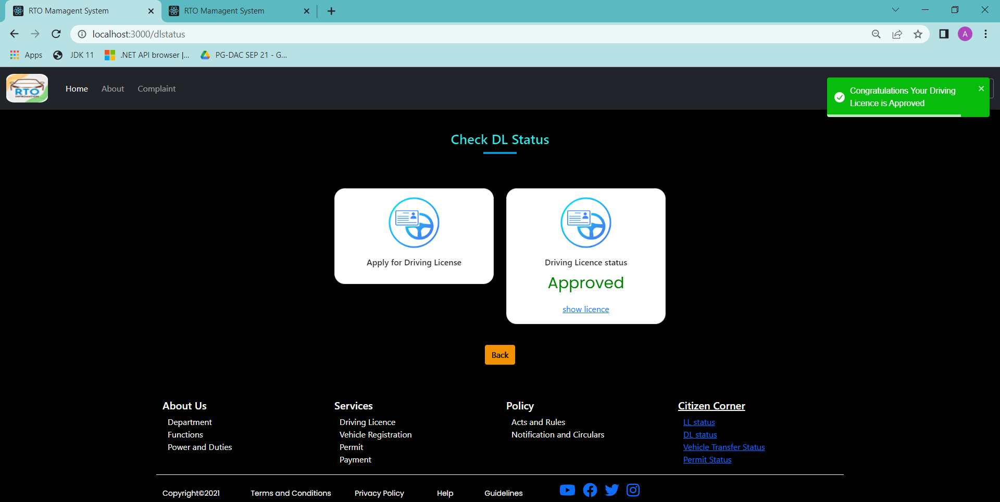 RTO Mamagent System
RTO Mamagent System
localhost:3000/dlstatus
A
Apps
JDK 11
.NET API browser |...
PG-DAC SEP 21 - G...
RTO
INFROMATION
Home
About
Complaint
Congratulations Your Driving
Licence is Approved
Check DL Status
Apply for Driving License
Driving Licence status
Approved
show licence
Back
About Us
Department
Functions
Power and Duties
Services
Driving Licence
Vehicle Registration
Permit
Payment
Policy
Acts and Rules
Notification and Circulars
Citizen Corner
LL status
DL status
Vehicle Transfer Status
Permit Status
Copyright©2021
Terms and Conditions
Privacy Policy
Help
Guidelines